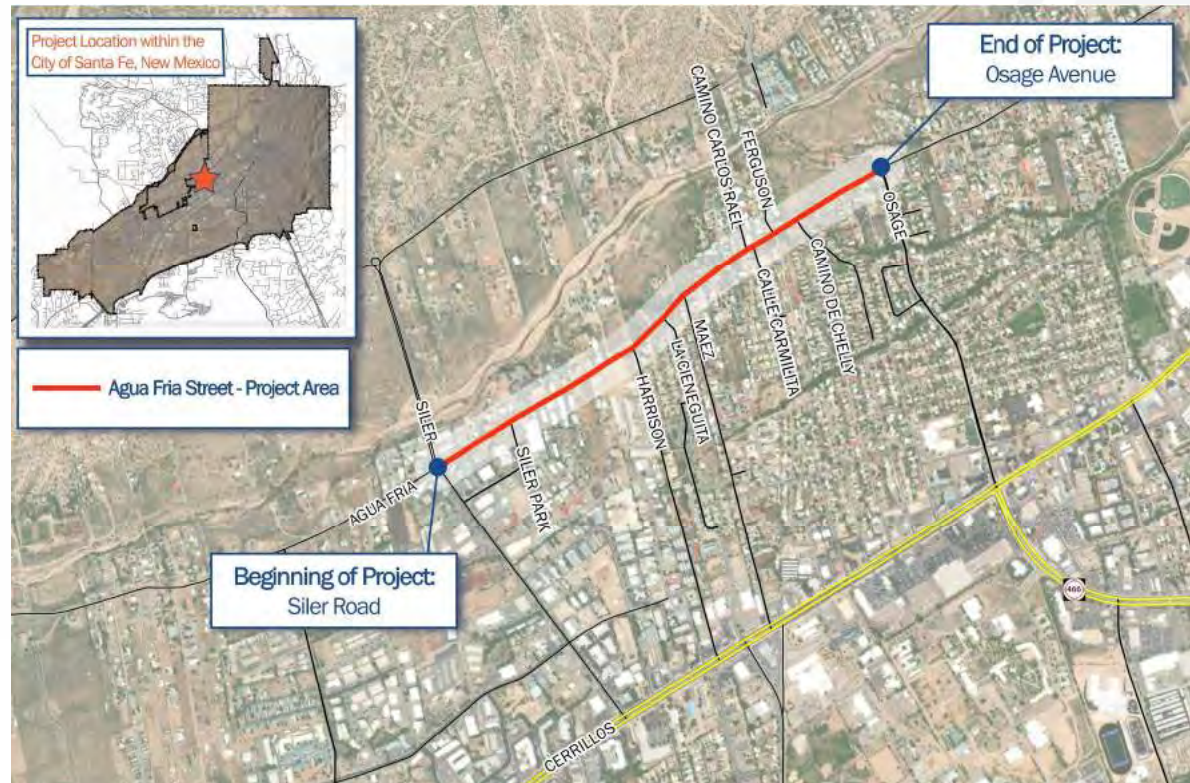 Project Location within the
City of Santa Fe, New Mexico
End of Project:
Osage Avenue
Agua Fria Street - Project Area
CAMINO CARLOS RAEL
FERGUSON
OSAGE
CAMINO DE CHELLY
CALLE CARMILITA
MAEZ
LA CIENEGUITA
HARRISON
SILER
SILER PARK
AGUA FRIA
Beginning of Project:
Siler Road
466
CERRILLOS